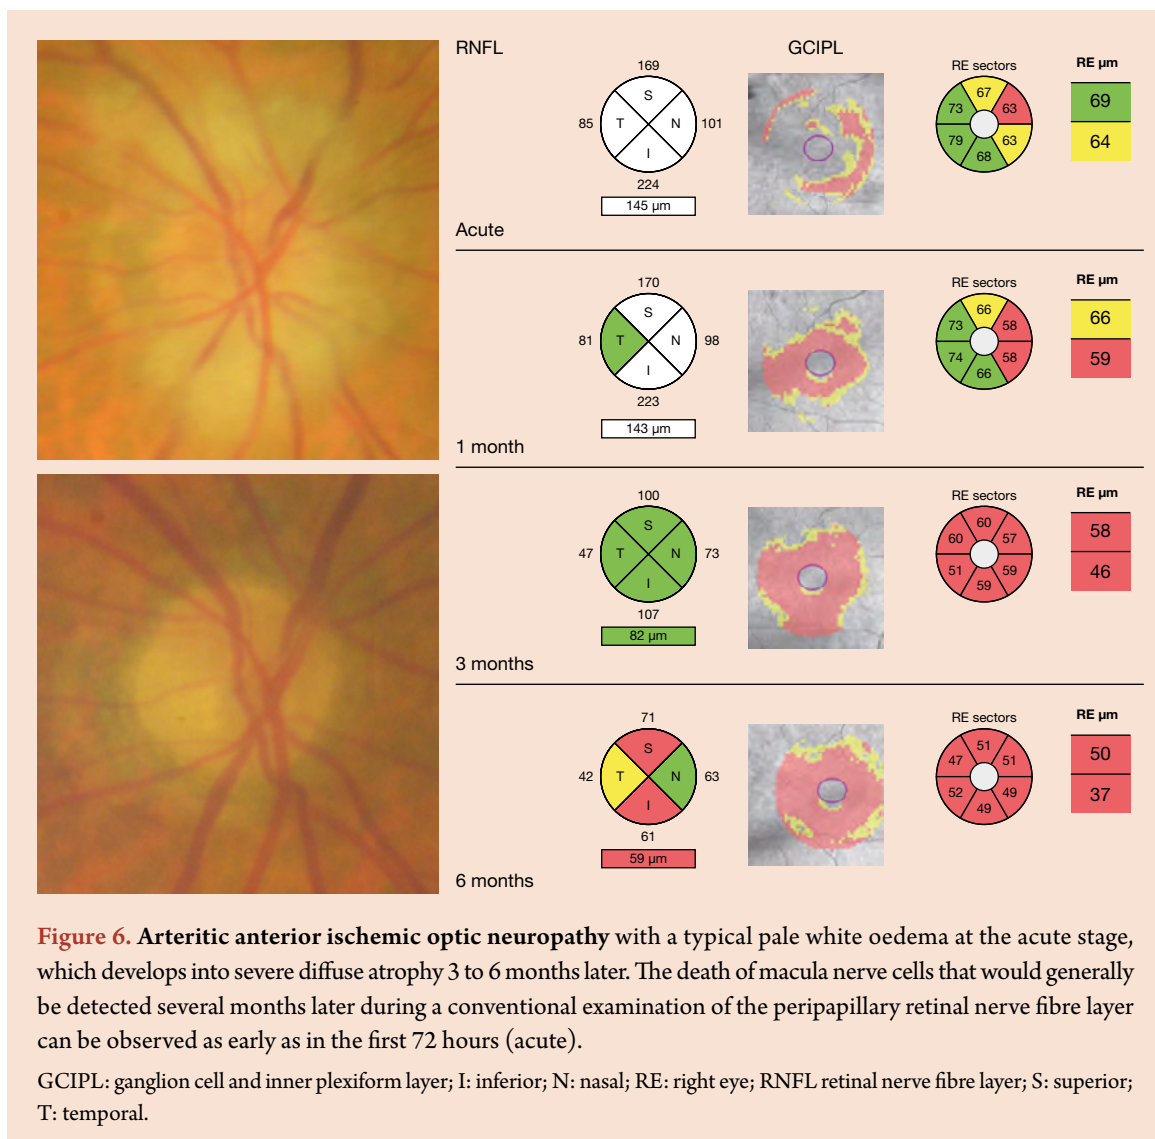 RNFL
GCIPL
169
S
85 T N 101
I
224
145 µm
RE sectors
67
73 63
79 63
68
RE µm
69
64
Acute
170
S
81 T N 98
I
223
143 µm
RE sectors
66
73 58
74 58
66
RE µm
66
59
1 month
100
S
47 T N 73
I
107
82 µm
RE sectors
60
60 57
51 59
59
RE µm
58
46
3 months
71
S
42 T N 63
I
61
59 µm
RE sectors
51
47 51
52 49
49
RE µm
50
37
6 months
Figure 6. Arteritic anterior ischemic optic neuropathy with a typical pale white oedema at the acute stage,
which develops into severe diffuse atrophy 3 to 6 months later. The death of macula nerve cells that would generally
be detected several months later during a conventional examination of the peripapillary retinal nerve fibre layer
can be observed as early as in the first 72 hours (acute).
GCIPL: ganglion cell and inner plexiform layer; I: inferior; N: nasal; RE: right eye; RNFL retinal nerve fibre layer; S: superior;
T: temporal.